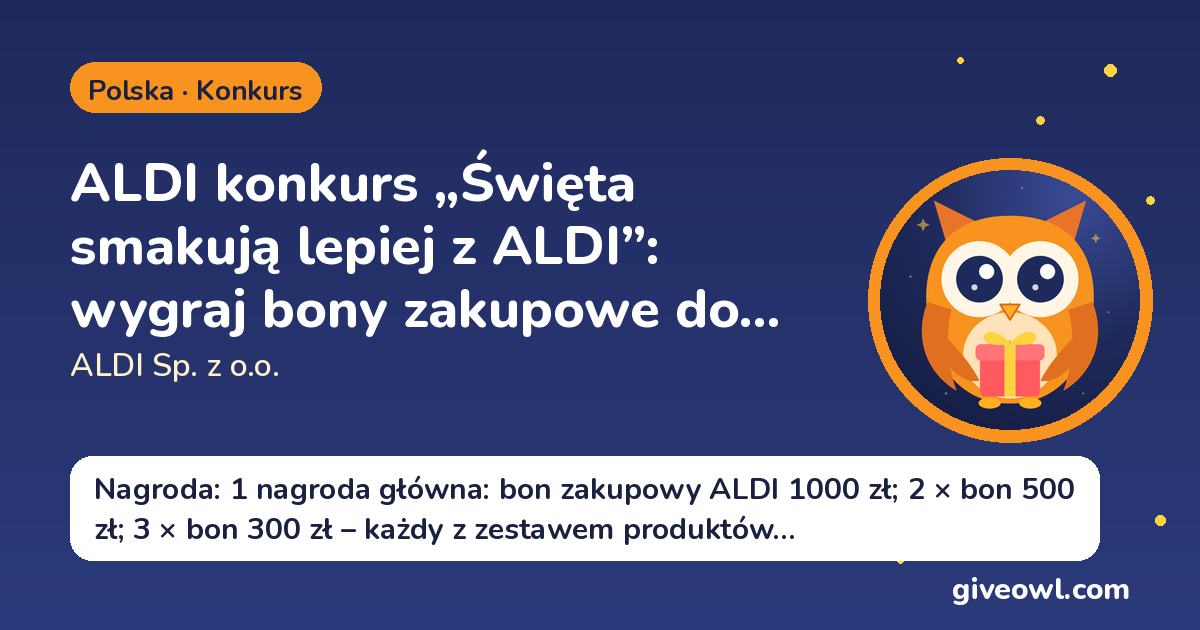 Polska · Konkurs
ALDI konkurs „Święta
smakują lepiej z ALDI”:
wygraj bony zakupowe do...
ALDI Sp. z o.o.
Nagroda: 1 nagroda główna: bon zakupowy ALDI 1000 zł; 2 × bon 500
zł; 3 × bon 300 zł – każdy z zestawem produktów...
giveowl.com